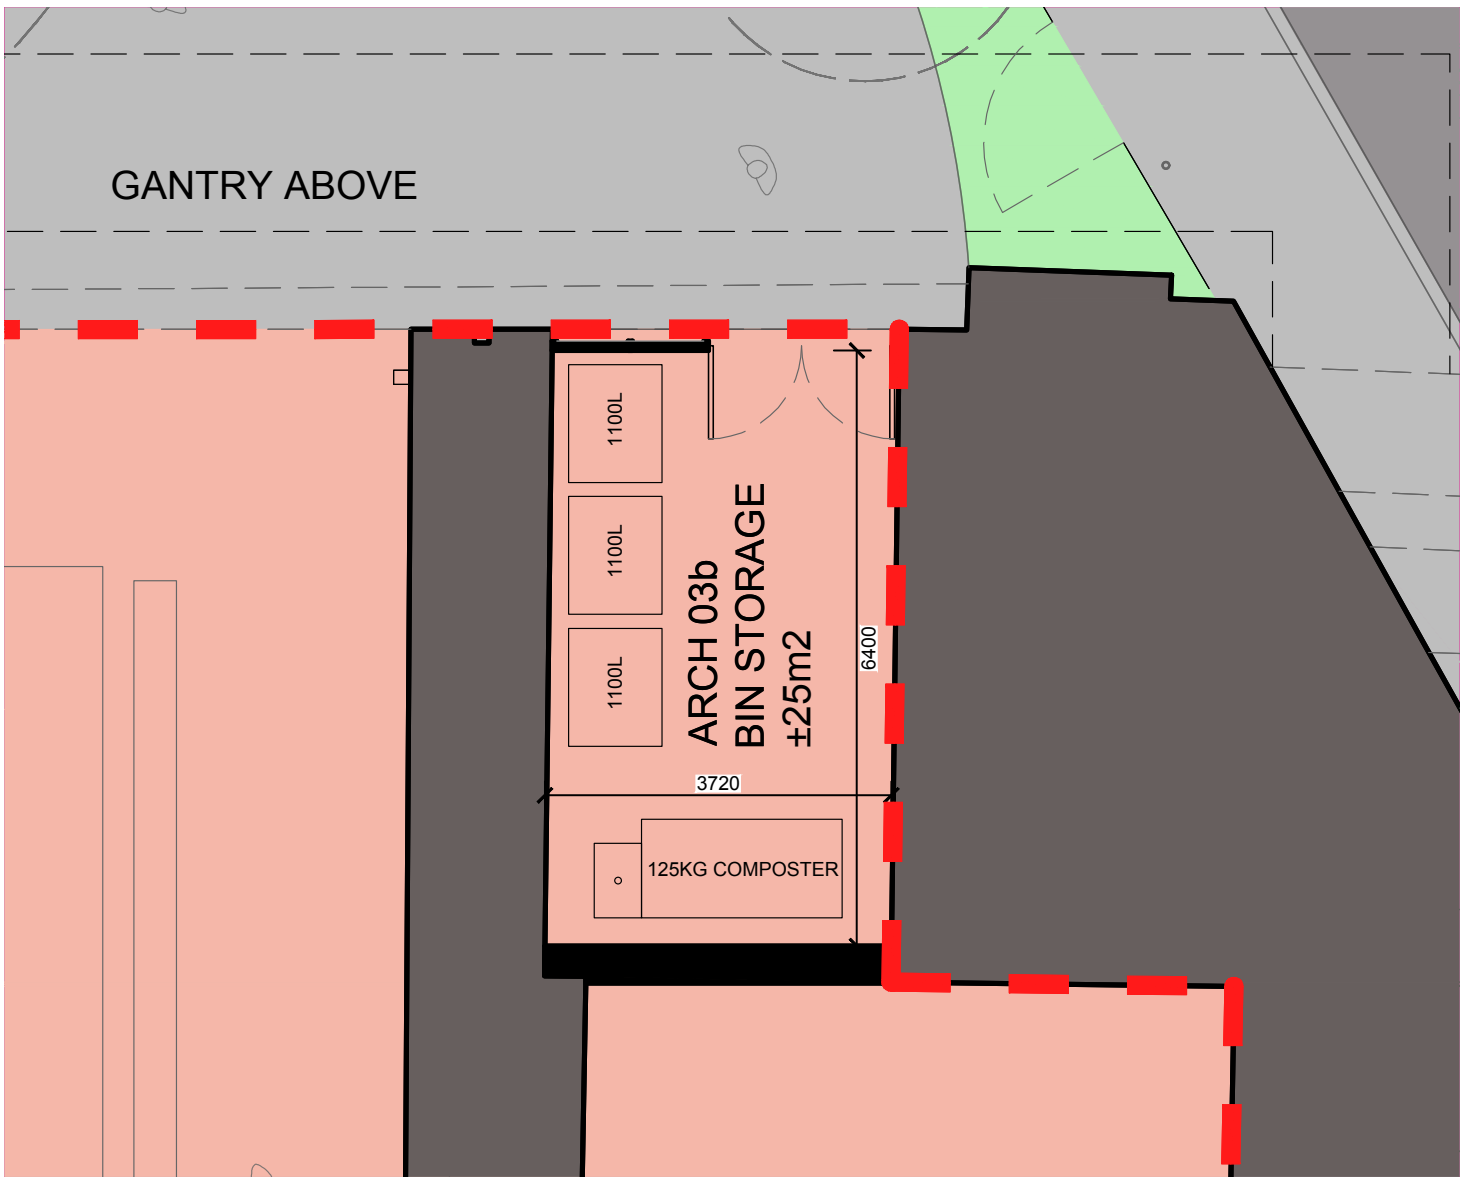 GANTRY ABOVE
1100L
1100L
1100L
ARCH 03b
BIN STORAGE
±25m2
6400
3720
125KG COMPOSTER